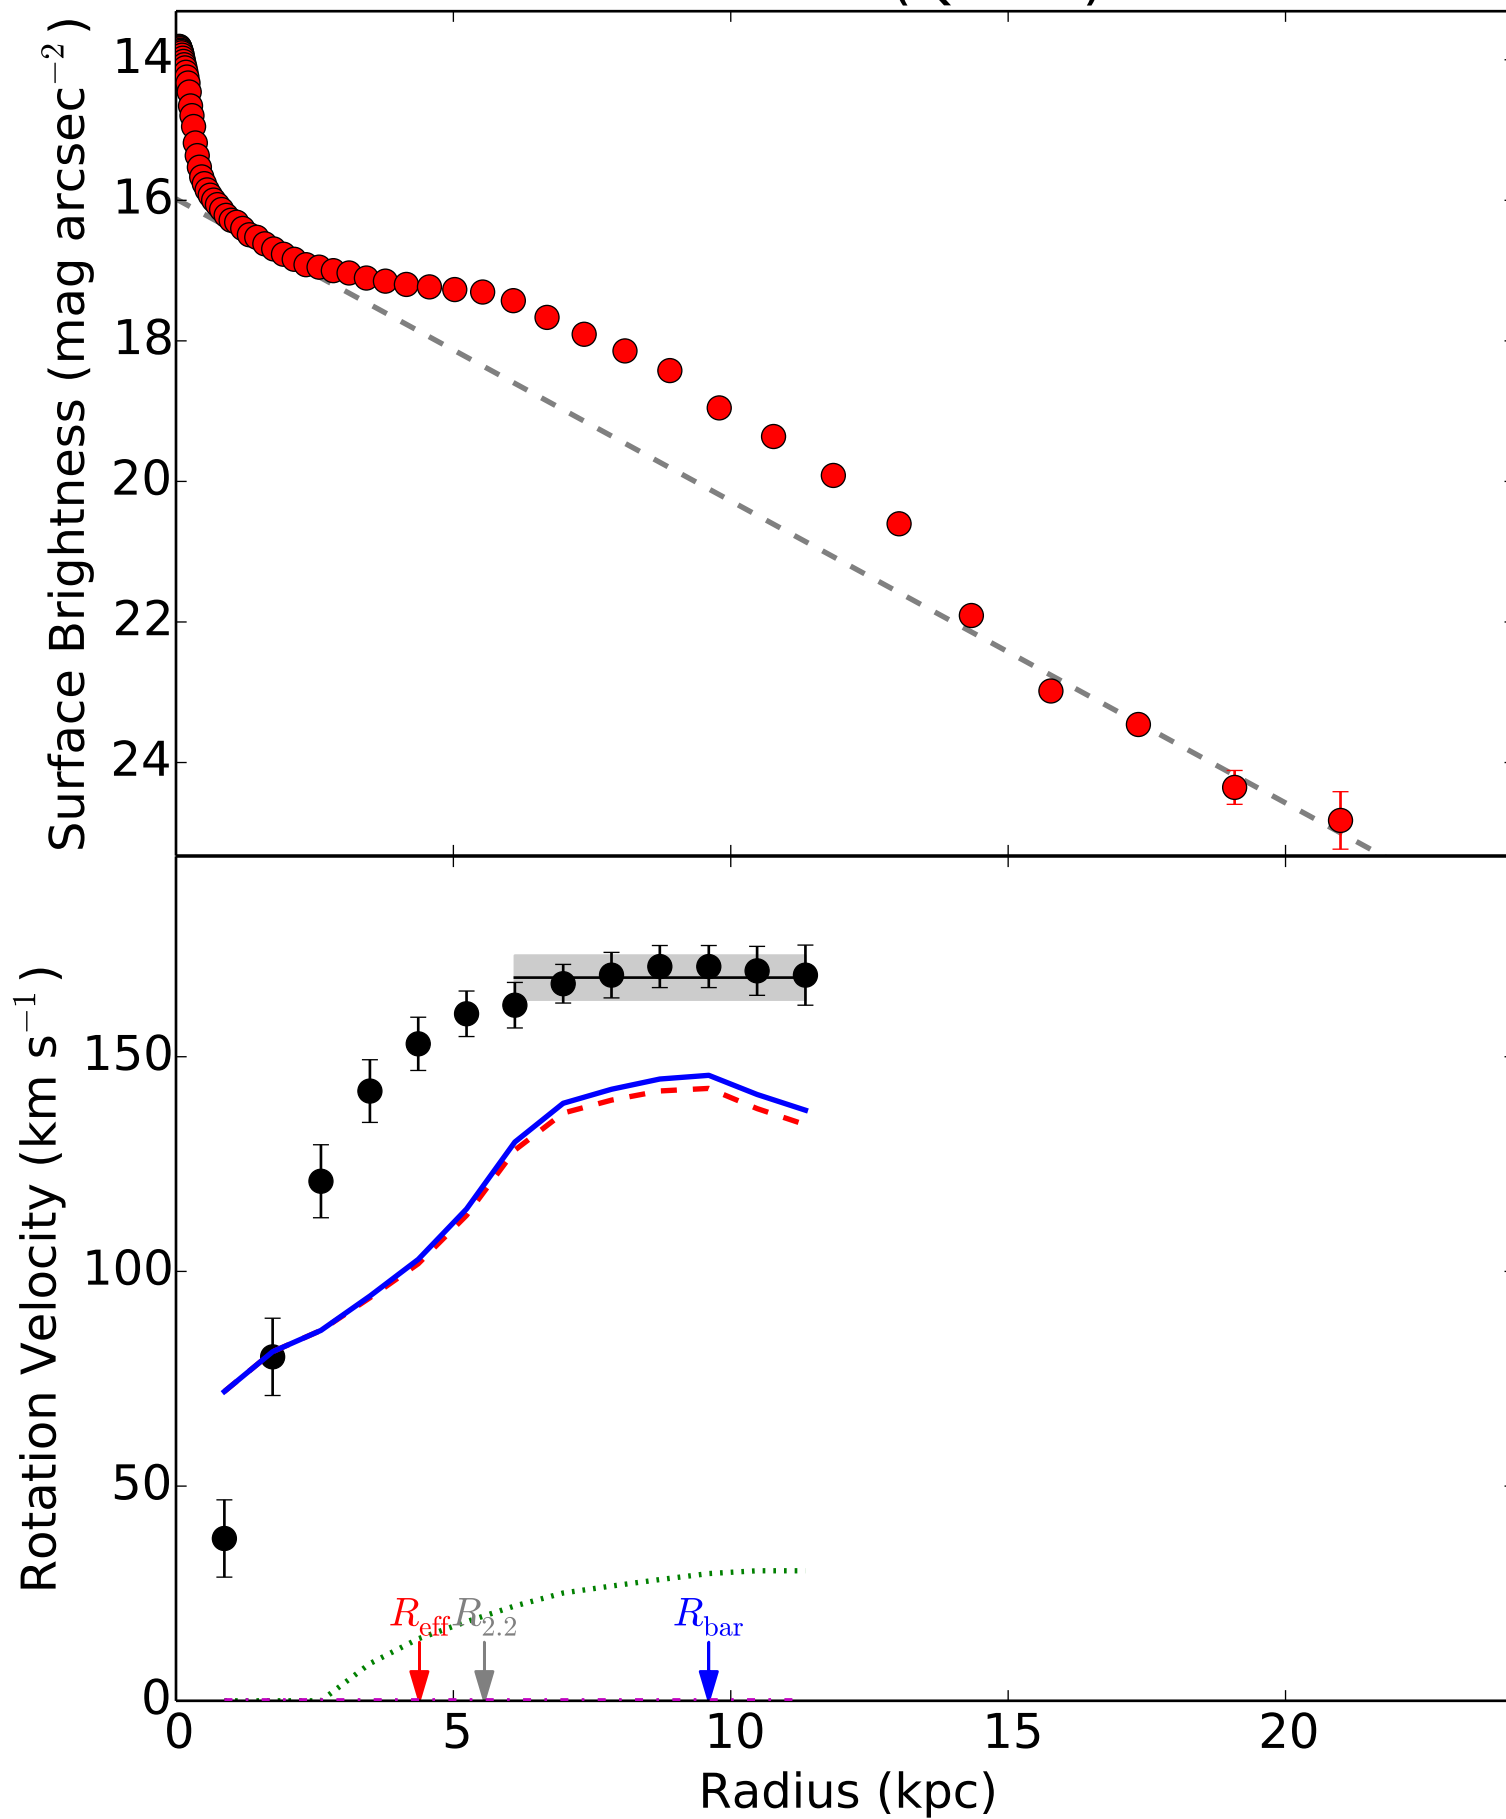 14
16
18
20
22
24
Surface Brightness (mag arcsec⁻²)
150
100
50
0
Rotation Velocity (km s⁻¹)
R_eff R_2.2 R_bar
0 5 10 15 20
Radius (kpc)